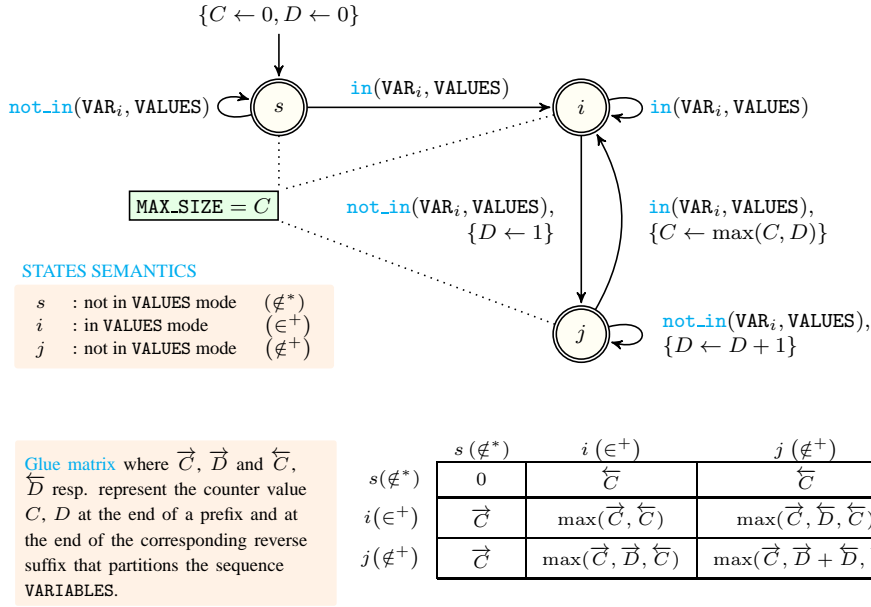 {C ← 0, D ← 0}
not_in(VAR_i, VALUES)
s
in(VAR_i, VALUES)
i
in(VAR_i, VALUES)
MAX_SIZE = C
not_in(VAR_i, VALUES),
{D ← 1}
in(VAR_i, VALUES),
{C ← max(C, D)}
STATES SEMANTICS
s : not in VALUES mode (∉*)
i : in VALUES mode (∈+)
j : not in VALUES mode (∉+)
j
not_in(VAR_i, VALUES),
{D ← D + 1}
Glue matrix where C→, D→ and C←,
D← resp. represent the counter value
C, D at the end of a prefix and at
the end of the corresponding reverse
suffix that partitions the sequence
VARIABLES.
s (∉*) i (∈+) j (∉+)
s(∉*) 0 C← C←
i(∈+) C→ max(C→, C←) max(C→, D←, C←)
j(∉+) C→ max(C→, D→, C←) max(C→, D→ + D←,